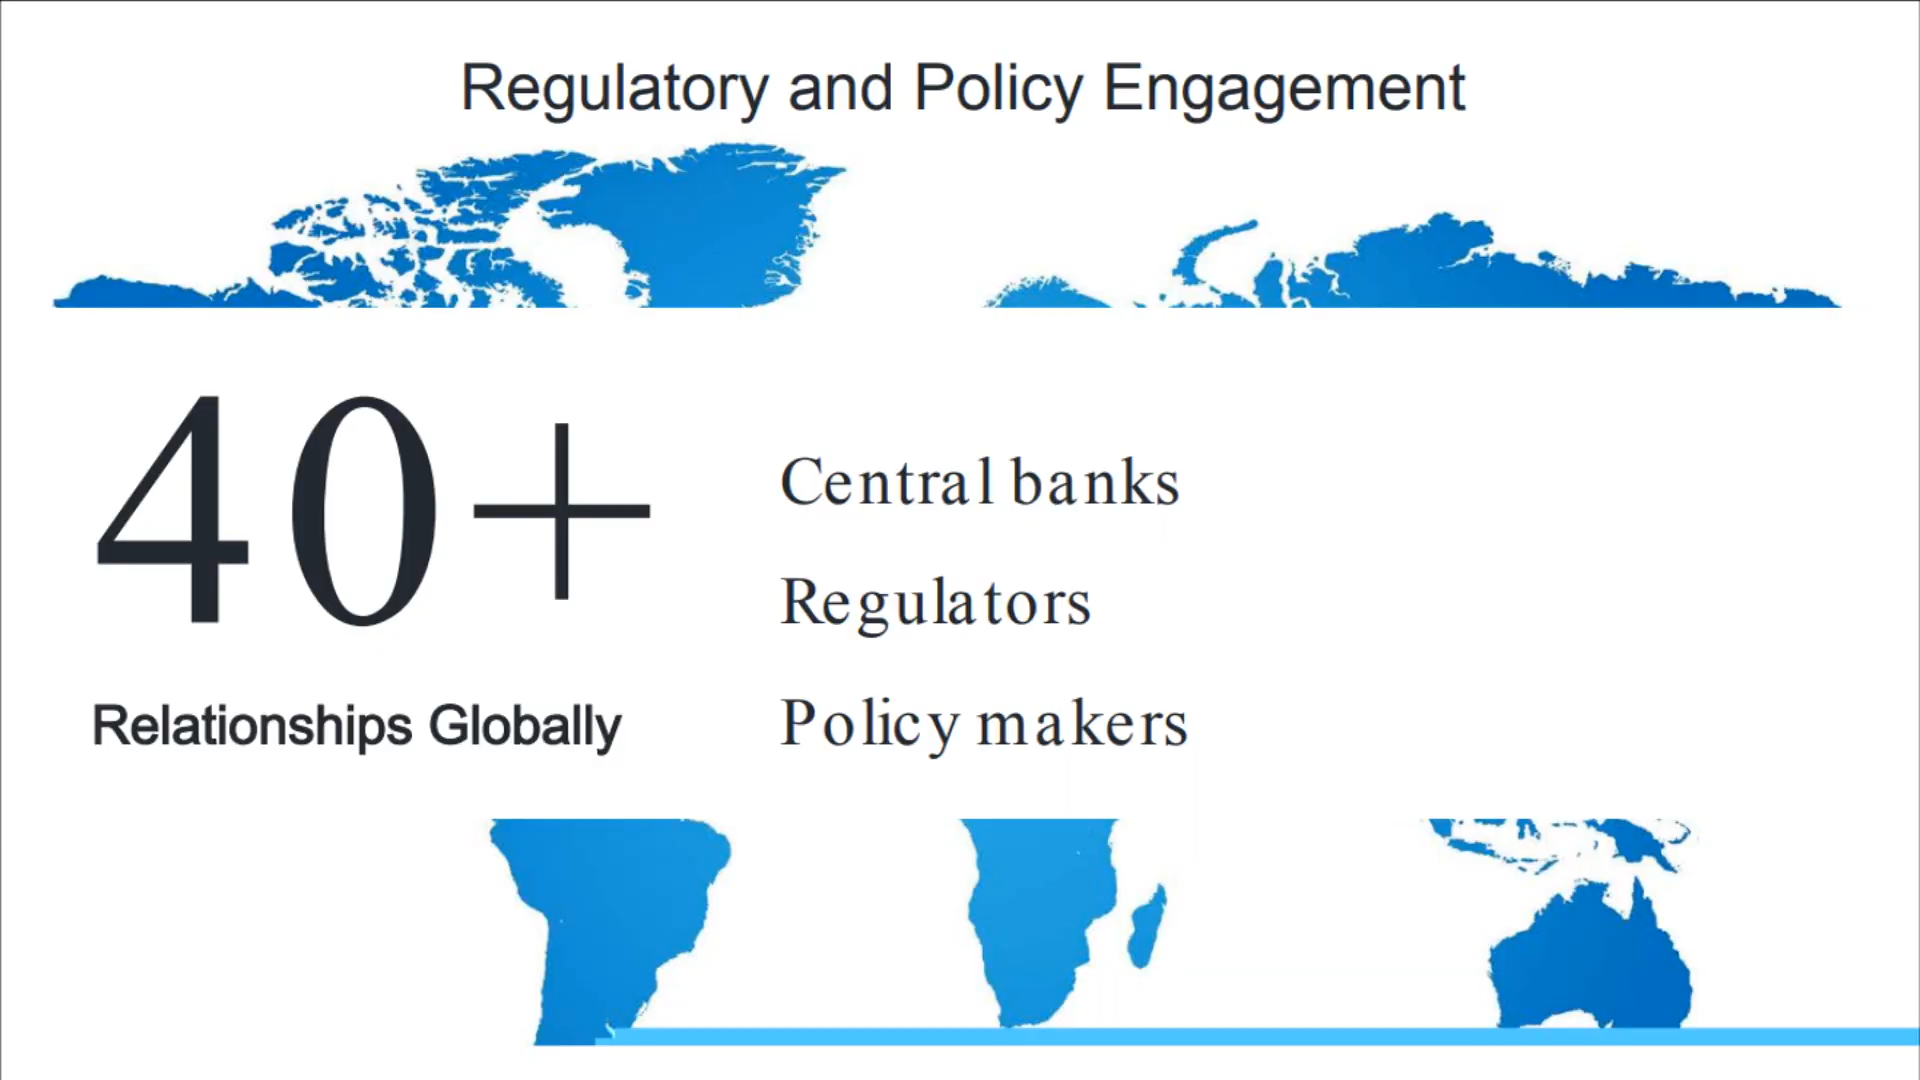 Regulatory and Policy Engagement
40+
Relationships Globally
Central banks
Regulators
Policy makers